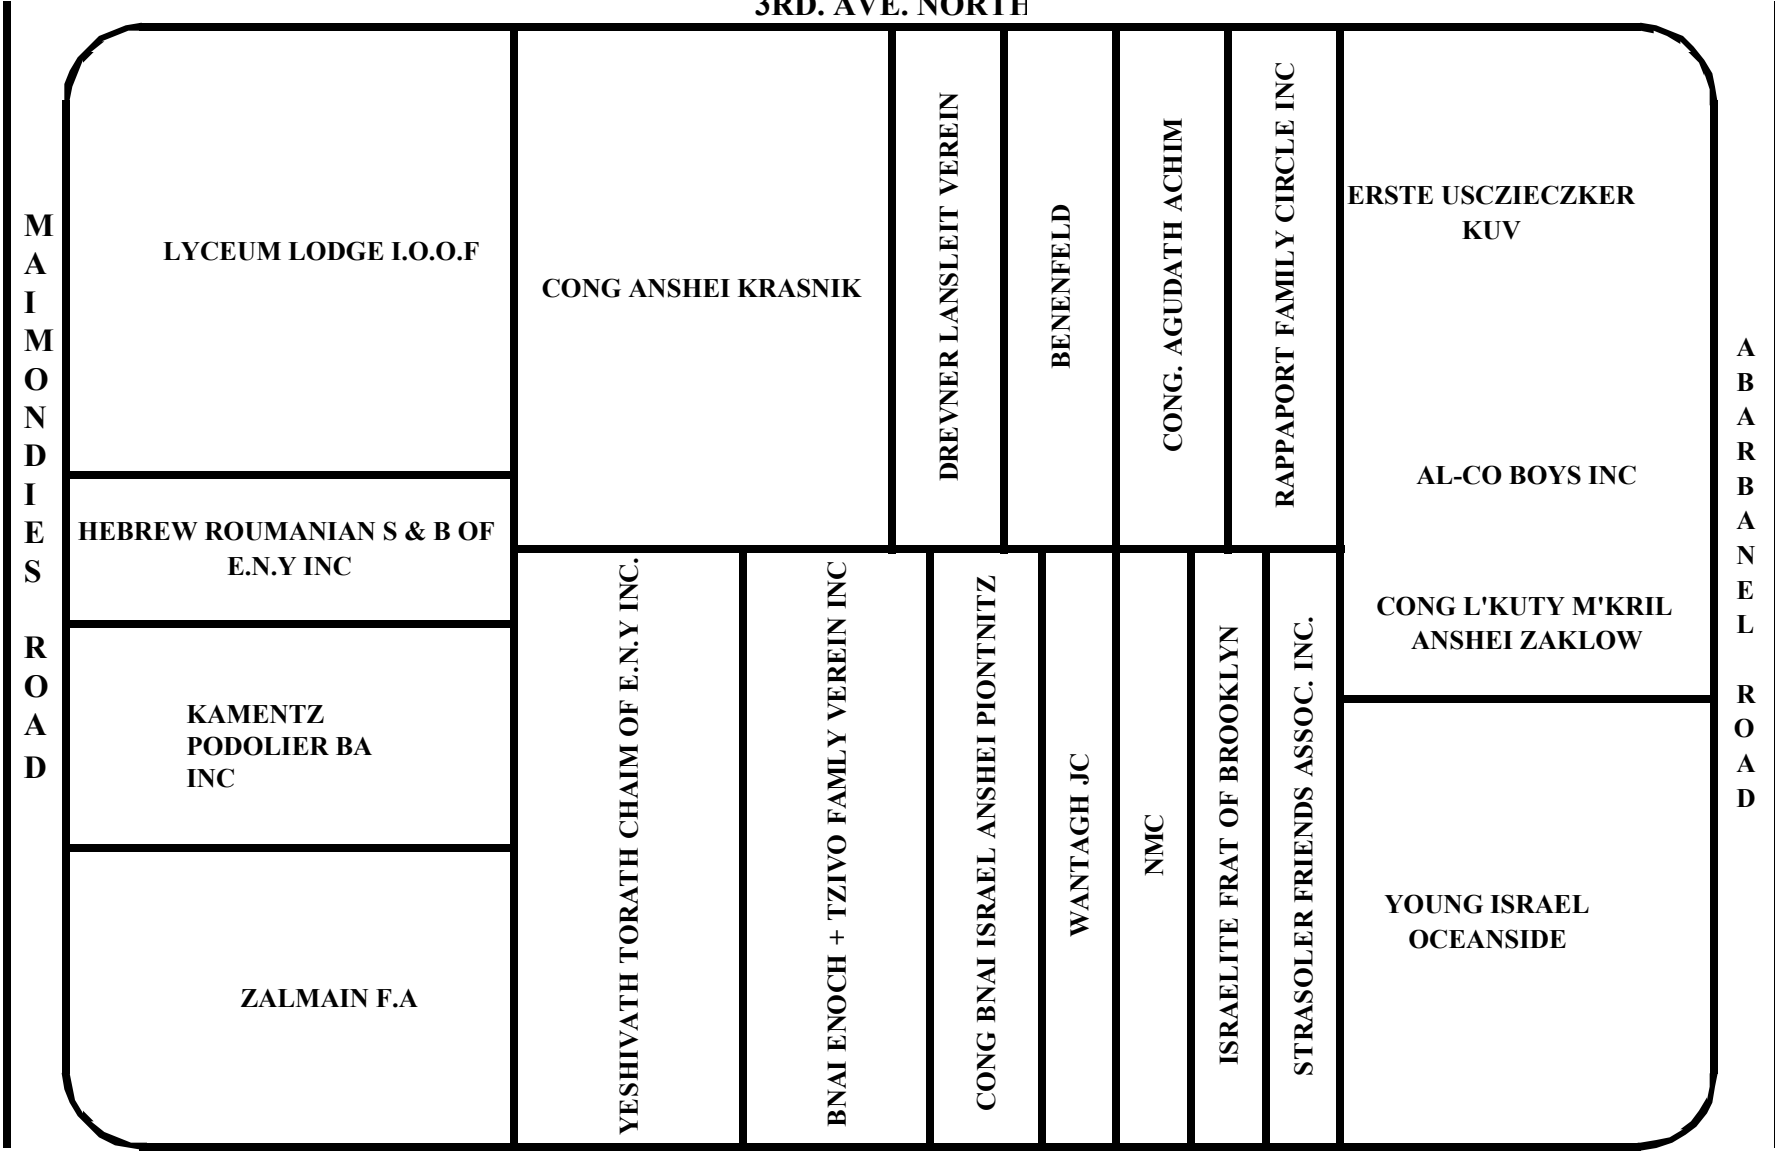 3RD. AVE. NORTH
MAIMONDIES ROAD
LYCEUM LODGE I.O.O.F
HEBREW ROUMANIAN S & B OF
E.N.Y INC
KAMENTZ
PODOLIER BA
INC
ZALMAIN F.A
CONG ANSHEI KRASNIK
DREVNER LANSLEIT VEREIN
BENENFELD
CONG. AGUDATH ACHIM
RAPPAPORT FAMILY CIRCLE INC
YESHIVATH TORATH CHAIM OF E.N.Y INC.
BNAI ENOCH + TZIVO FAMLY VEREIN INC
CONG BNAI ISRAEL ANSHEI PIONTNITZ
WANTAGH JC
NMC
ISRAELITE FRAT OF BROOKLYN
STRASOLER FRIENDS ASSOC. INC.
ERSTE USCZIECZKER
KUV
AL-CO BOYS INC
CONG L'KUTY M'KRIL
ANSHEI ZAKLOW
YOUNG ISRAEL
OCEANSIDE
ABARBANEL ROAD